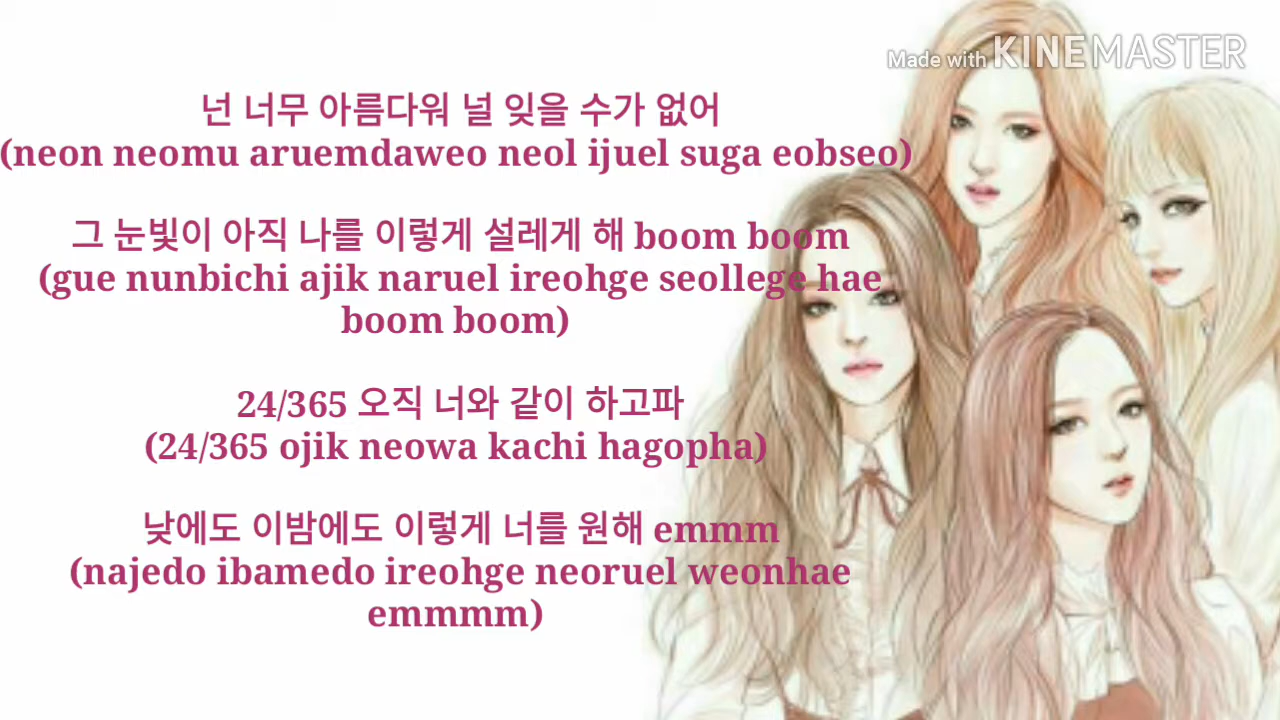 Made with KINEMASTER
넌 너무 아름다워 널 잊을 수가 없어
(neon neomu aruemdaweo neol ijuel suga eobseo)
그 눈빛이 아직 나를 이렇게 설레게 해 boom boom
(gue nunbichi ajik naruel ireohge seollege hae
boom boom)
24/365 오직 너와 같이 하고파
(24/365 ojik neowa kachi hagopha)
낮에도 이밤에도 이렇게 너를 원해 emmm
(najedo ibamedo ireohge neoruel weonhae
emmmm)